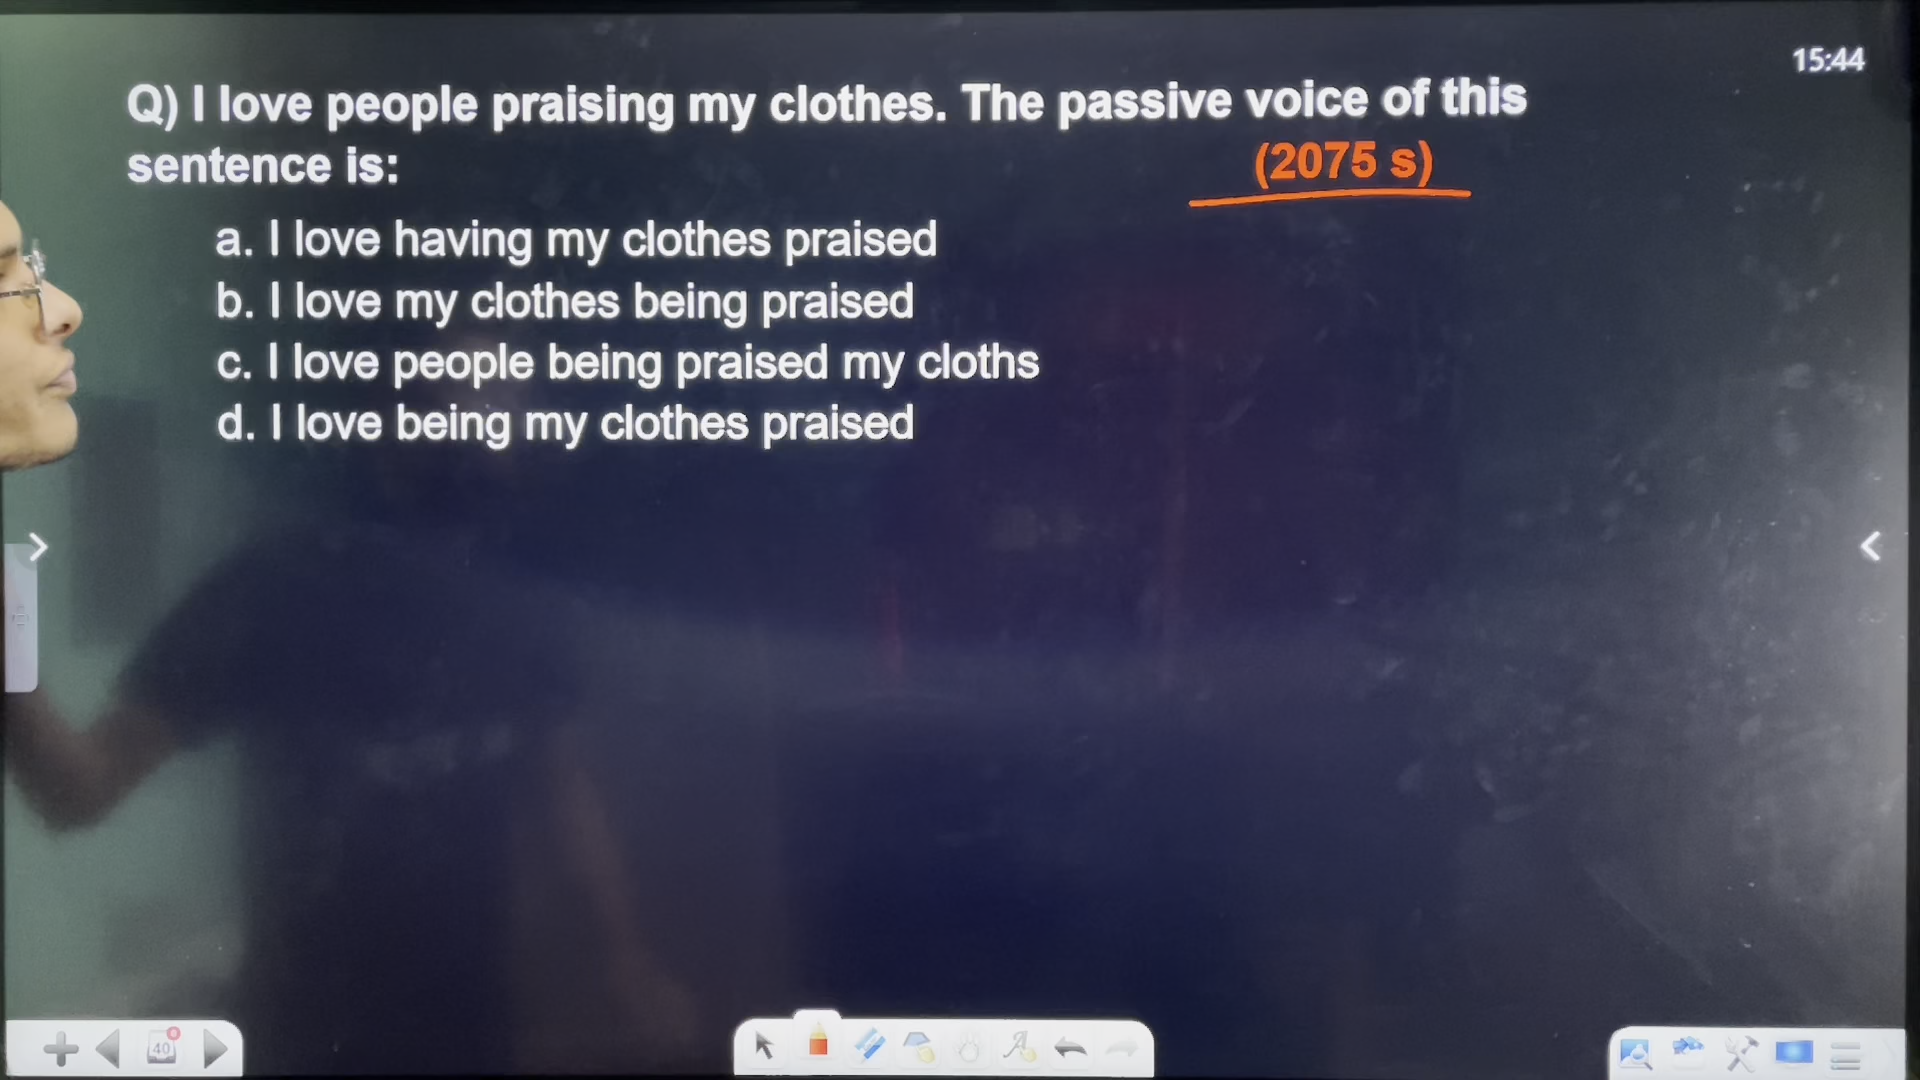 15:44
Q) I love people praising my clothes. The passive voice of this
sentence is:
(2075 s)
a. I love having my clothes praised
b. I love my clothes being praised
c. I love people being praised my cloths
d. I love being my clothes praised
40